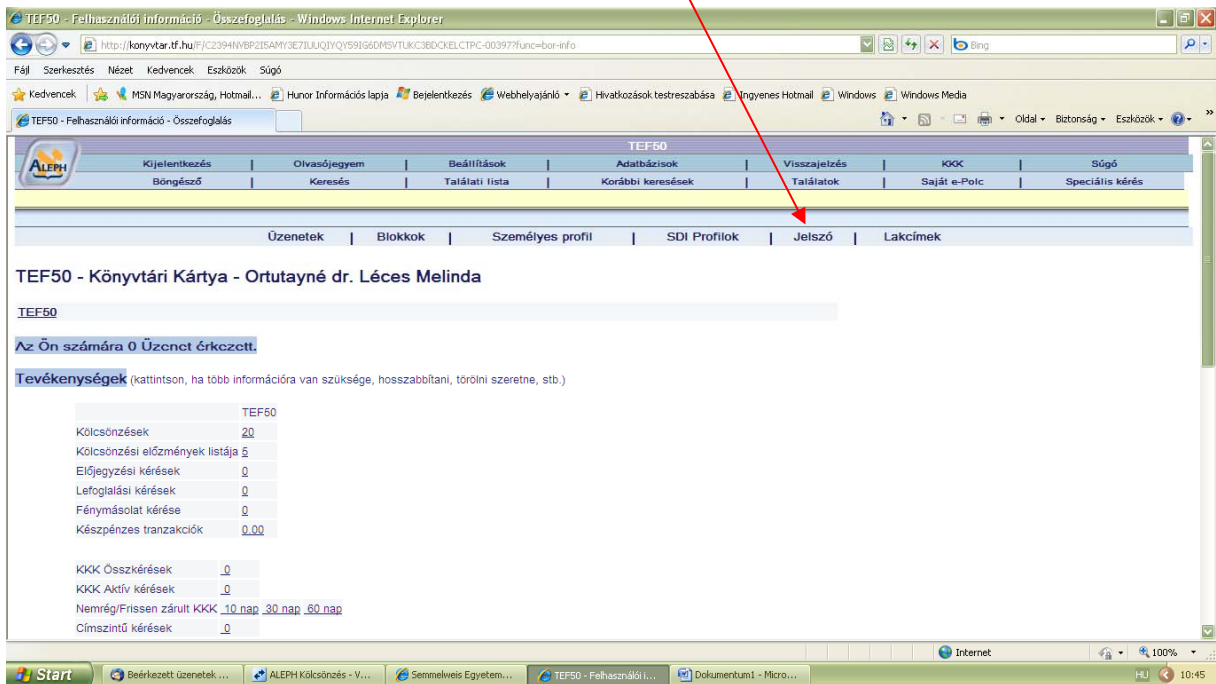 TEF50 - Felhasználói információ - Összefoglalás - Windows Internet Explorer
http://konyvtar.tf.hu/F/C2394NVBP2I5AMY3E7IUUQIYQY59IG6DM5VTUKC3BDCKELCTPC-00397?func=bor-info
Bing
Fájl Szerkesztés Nézet Kedvencek Eszközök Súgó
Kedvencek MSN Magyarország, Hotmail... Hunor Információs lapja Bejelentkezés Webhelyajánló Hivatkozások testreszabása Ingyenes Hotmail Windows Windows Media
TEF50 - Felhasználói információ - Összefoglalás Oldal Biztonság Eszközök »
TEF50
ALEPH
Kijelentkezés | Olvasójegyem | Beállítások | Adatbázisok | Visszajelzés | KKK | Súgó
Böngésző | Keresés | Találati lista | Korábbi keresések | Találatok | Saját e-Polc | Speciális kérés
Üzenetek | Blokkok | Személyes profil | SDI Profilok | Jelszó | Lakcímek
TEF50 - Könyvtári Kártya - Ortutayné dr. Léces Melinda
TEF50
Az Ön számára 0 Üzenet érkezett.
Tevékenységek (kattintson, ha több információra van szüksége, hosszabbítani, törölni szeretne, stb.)
TEF50
Kölcsönzések 20
Kölcsönzési előzmények listája 5
Előjegyzési kérések 0
Lefoglalási kérések 0
Fénymásolat kérése 0
Készpénzes tranzakciók 0.00
KKK Összkérések 0
KKK Aktív kérések 0
Nemrég/Frissen zárult KKK 10 nap 30 nap 60 nap
Címszintű kérések 0
Internet 100%
Start Beérkezett üzenetek ... ALEPH Kölcsönzés - V... Semmelweis Egyetem... TEF50 - Felhasználói i... Dokumentum1 - Micro... HU 10:45